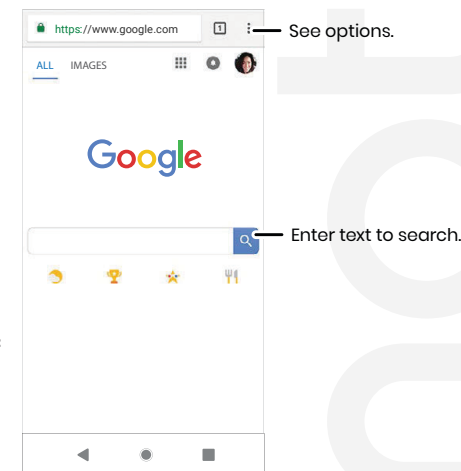 https://www.google.com 1
See options.
ALL IMAGES
Google
Enter text to search.